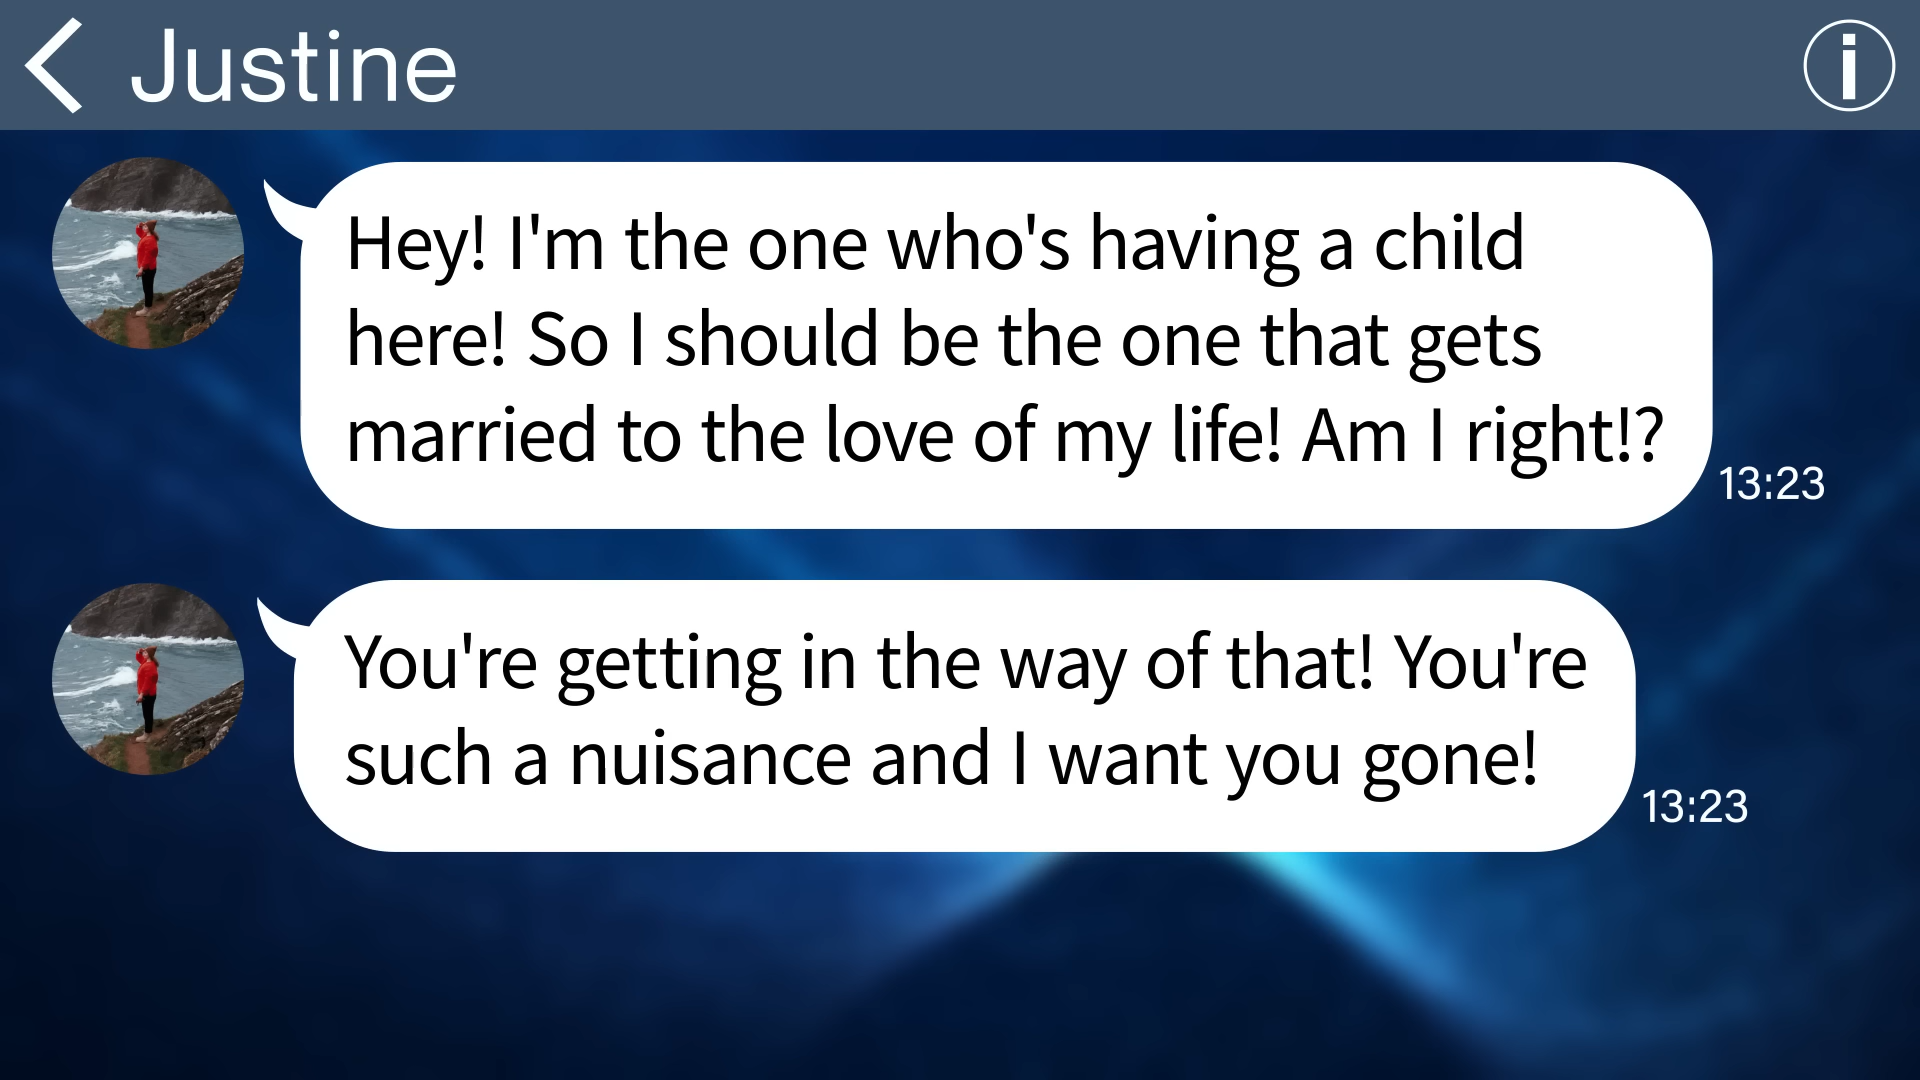 Justine
Hey! I'm the one who's having a child
here! So I should be the one that gets
married to the love of my life! Am I right!?
13:23
You're getting in the way of that! You're
such a nuisance and I want you gone!
13:23